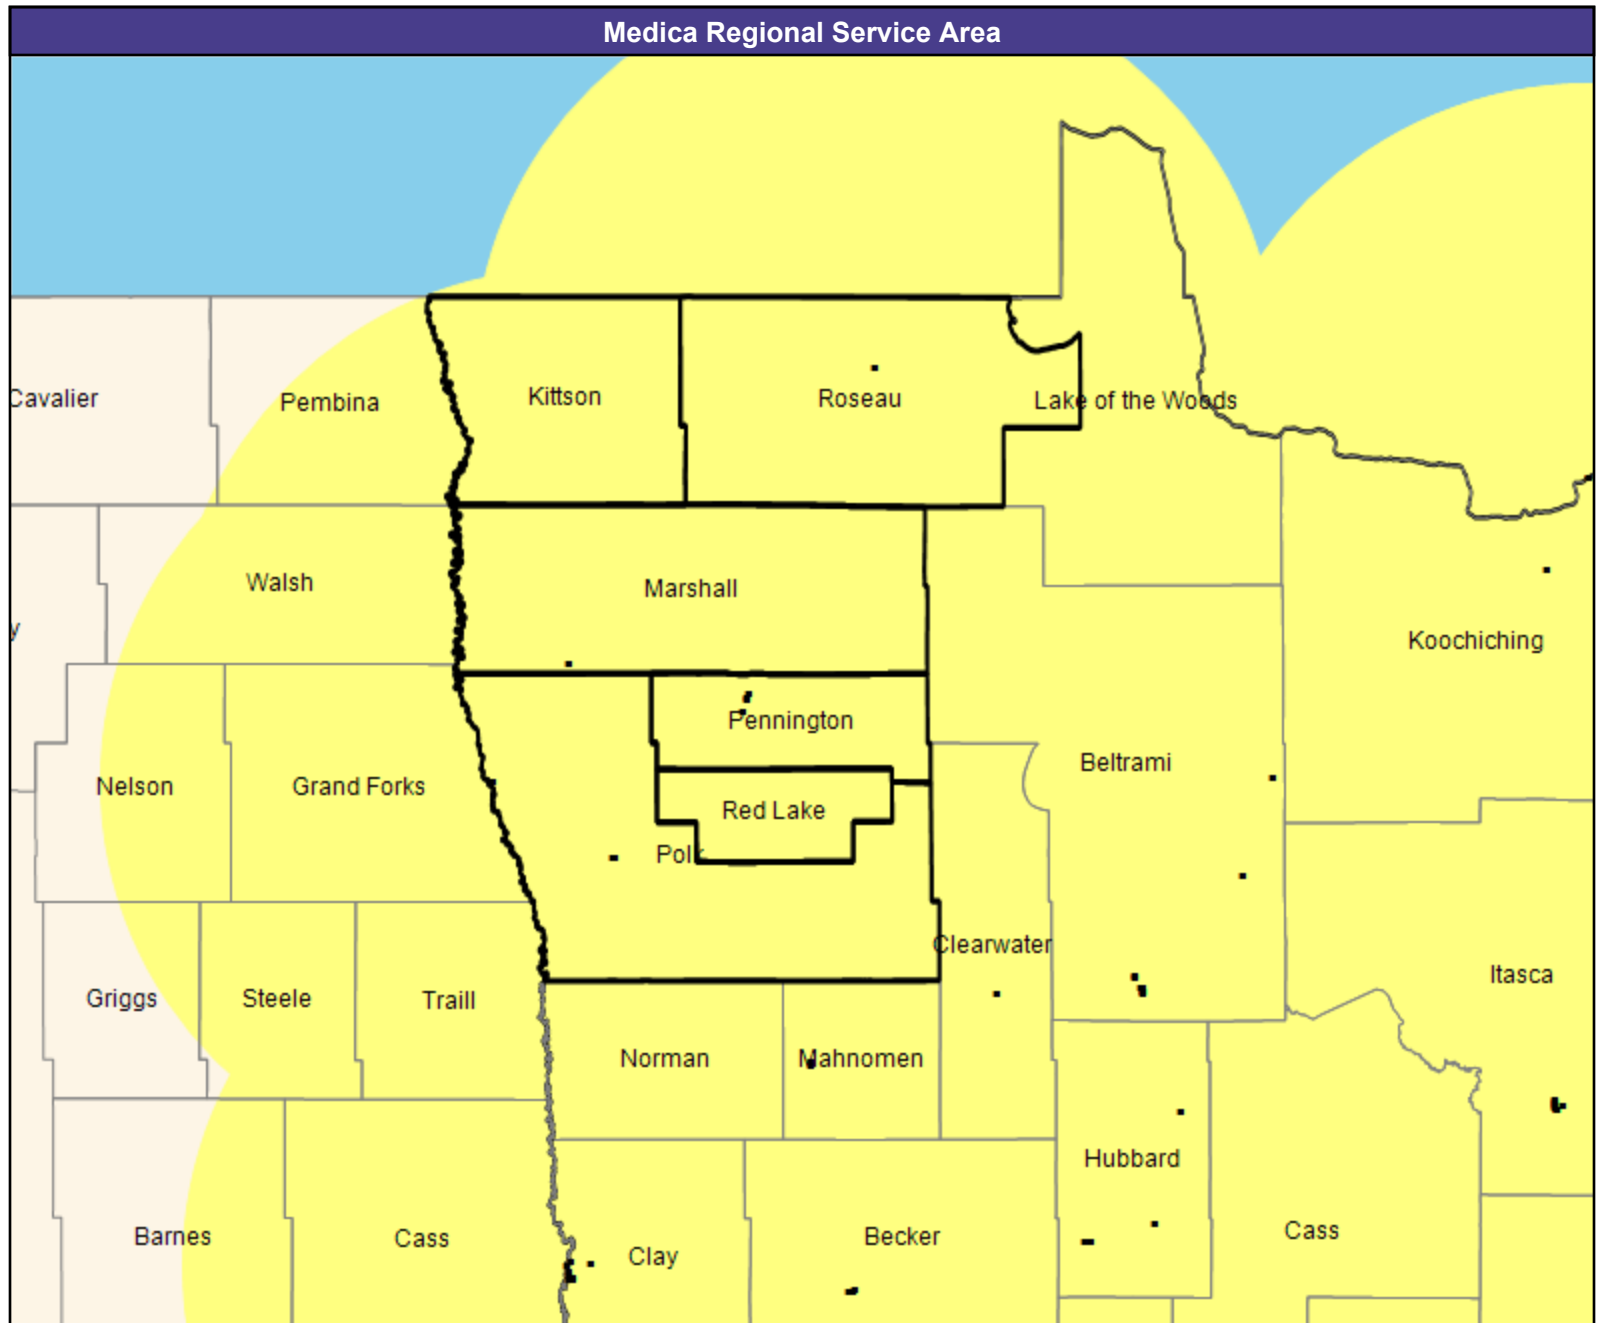 Medica Regional Service Area
Cavalier
Pembina
Kittson
Roseau
Lake of the Woods
Walsh
Marshall
y
Koochiching
Pennington
Beltrami
Nelson
Grand Forks
Red Lake
Polk
Clearwater
Itasca
Griggs
Steele
Traill
Norman
Mahnomen
Hubbard
Barnes
Cass
Clay
Becker
Cass